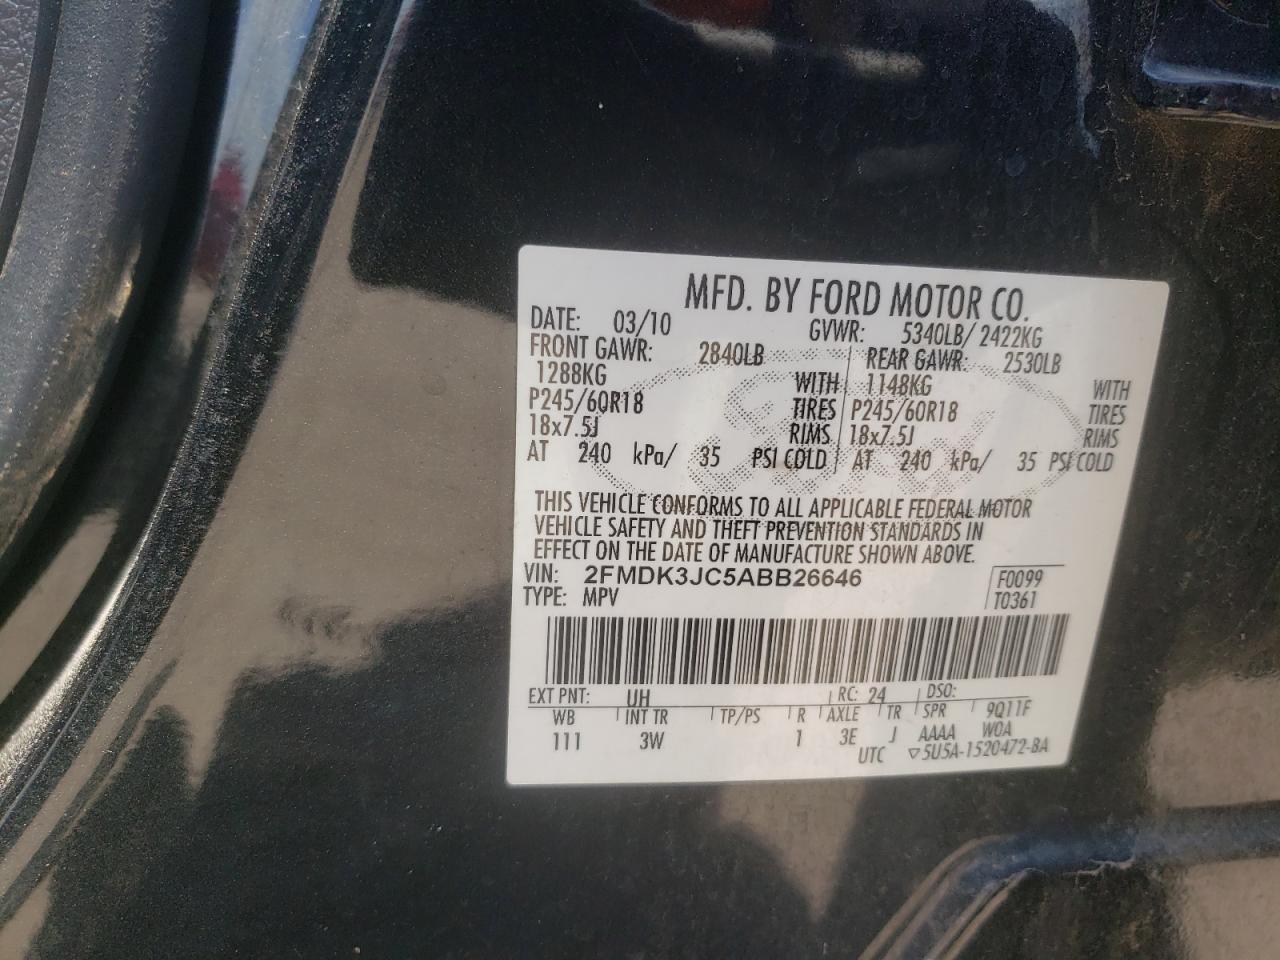 MFD. BY FORD MOTOR CO.
DATE: 03/10 GVWR: 5340LB/ 2422KG
FRONT GAWR: 2840LB REAR GAWR: 2530LB
1288KG WITH 1148KG WITH
P245/60R18 TIRES P245/60R18 TIRES
18x7.5J RIMS 18x7.5J RIMS
AT 240 kPa/ 35 PSI COLD AT 240 kPa/ 35 PSI COLD
THIS VEHICLE CONFORMS TO ALL APPLICABLE FEDERAL MOTOR
VEHICLE SAFETY AND THEFT PREVENTION STANDARDS IN
EFFECT ON THE DATE OF MANUFACTURE SHOWN ABOVE.
VIN: 2FMDK3JC5ABB26646 F0099
TYPE: MPV T0361
EXT PNT: UH RC: 24 DSO:
WB INT TR TP/PS R AXLE TR SPR 9Q11F
111 3W 1 3E J AAAA W0A
UTC ▽5U5A-1520472-BA